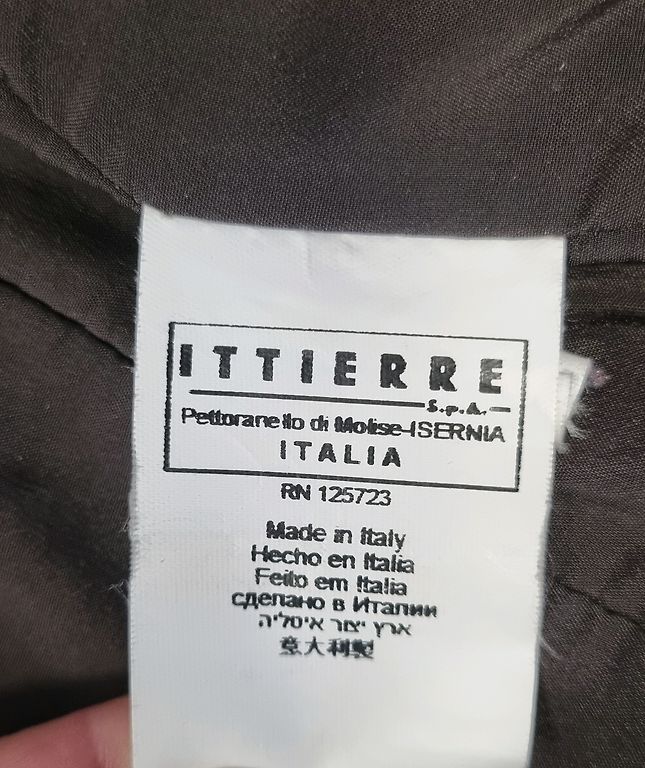 ITTIERRE
S.p.A.
Pettoranello di Molise-ISERNIA
ITALIA
RN 125723
Made in Italy
Hecho en Italia
Feito em Italia
сделано в Италии
ארץ יצור איטליה
意大利製